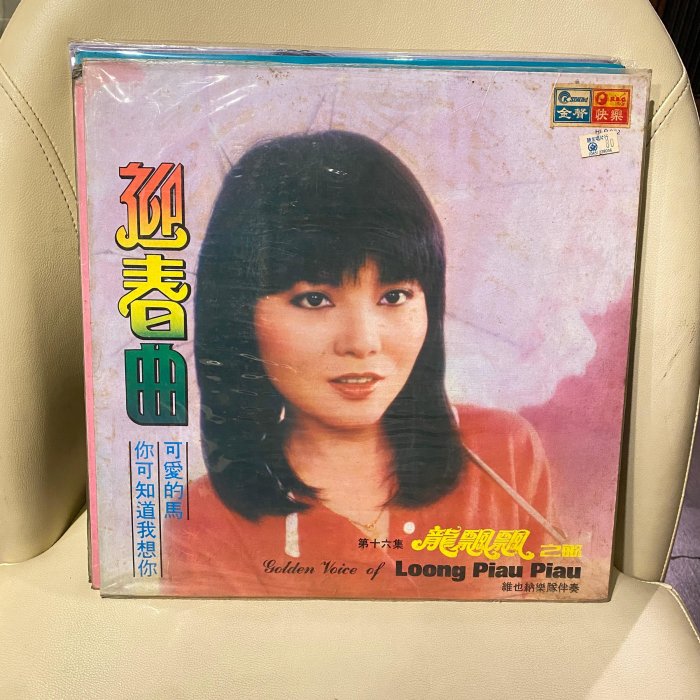 金聲
快樂
80
迎春曲
可愛的馬
你可知道我想你
第十六集
龍飄飄之歌
Golden Voice of Loong Piau Piau
維也納樂隊伴奏